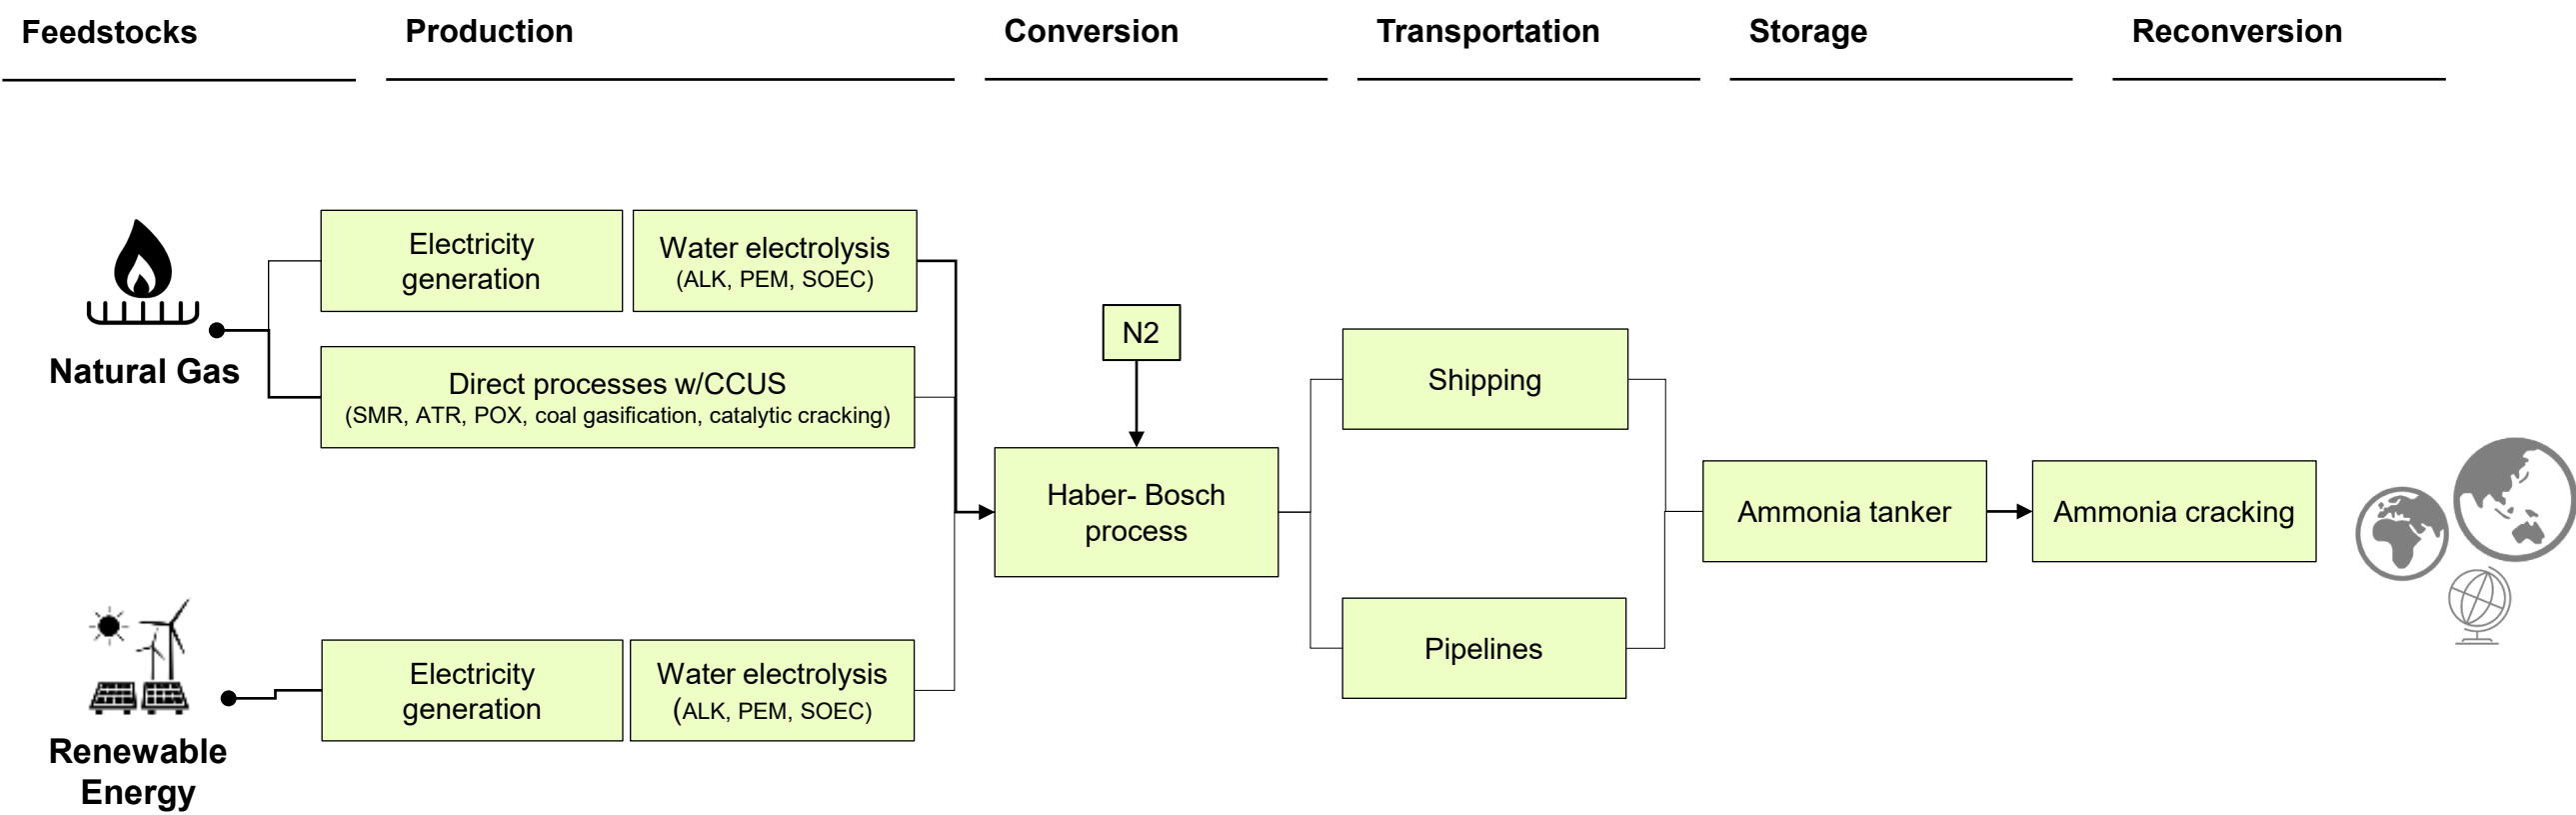 Feedstocks
Production
Conversion
Transportation
Storage
Reconversion
Natural Gas
Electricity
generation
Water electrolysis
(ALK, PEM, SOEC)
Direct processes w/CCUS
(SMR, ATR, POX, coal gasification, catalytic cracking)
N2
Haber- Bosch
process
Shipping
Pipelines
Ammonia tanker
Ammonia cracking
Renewable
Energy
Electricity
generation
Water electrolysis
(ALK, PEM, SOEC)